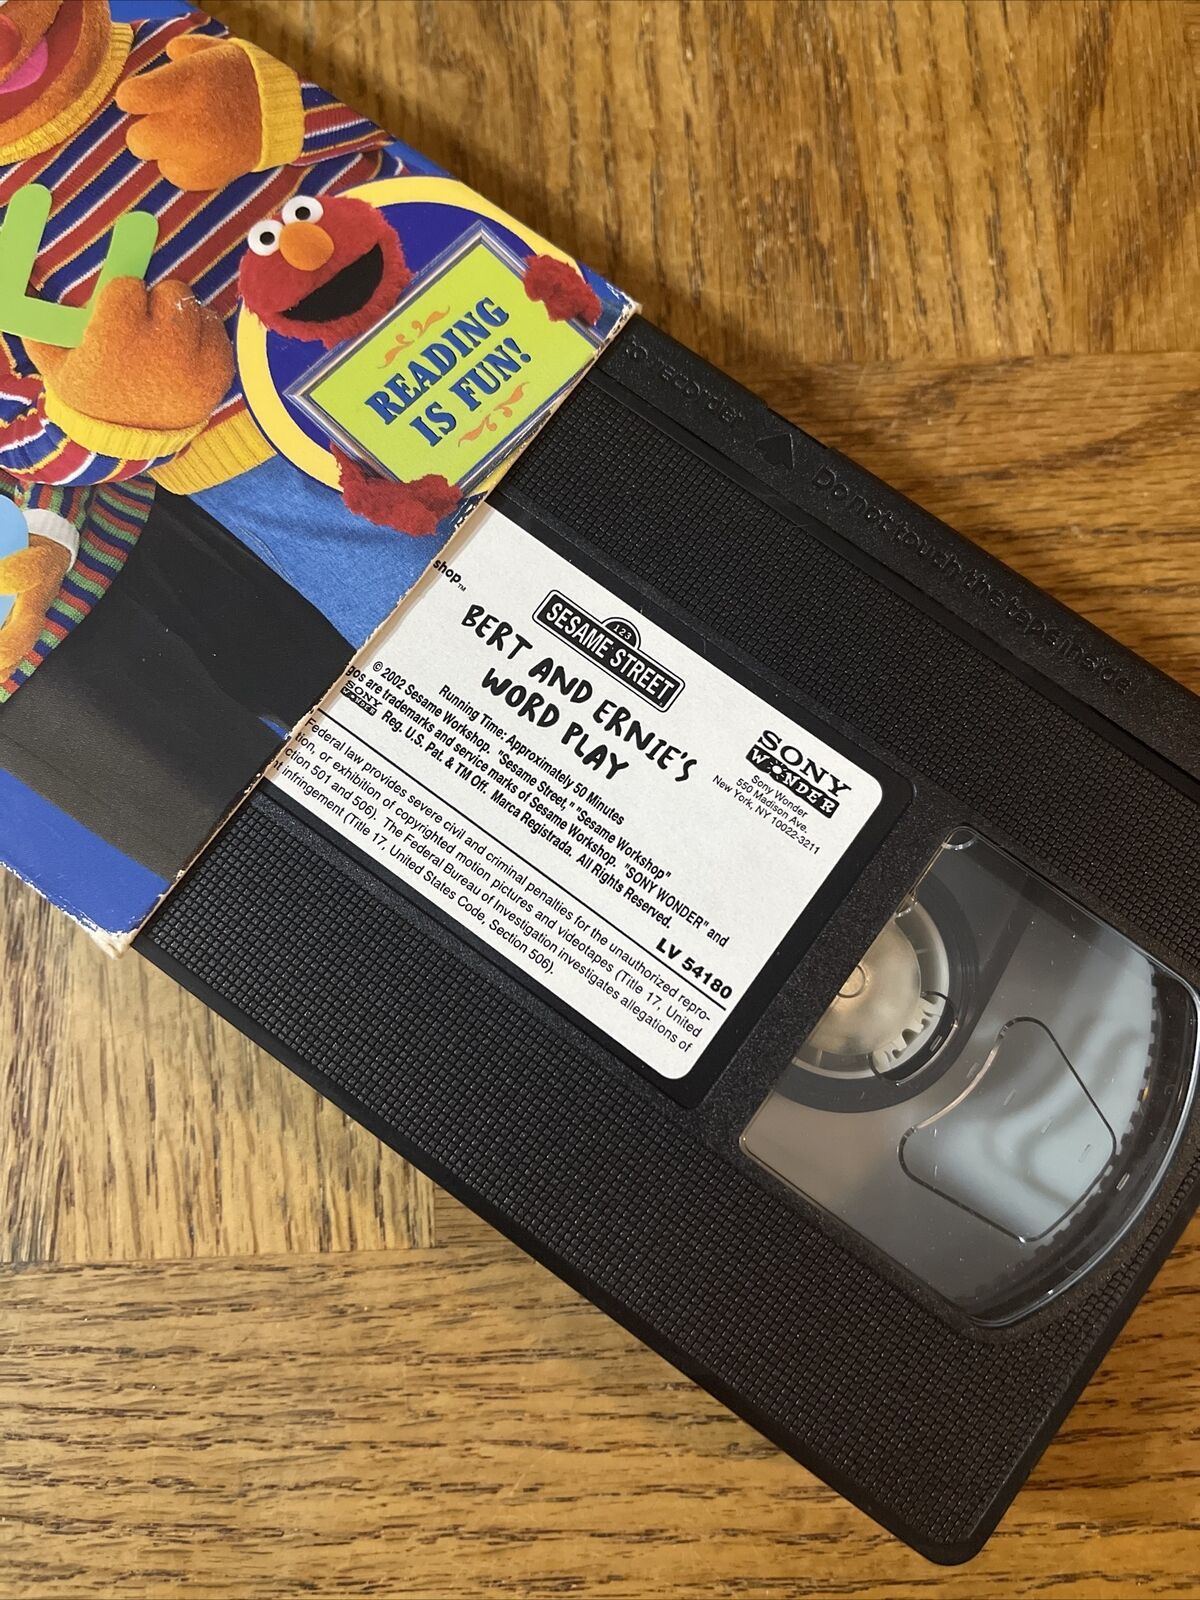 READING
IS FUN!
to recorder
Do not touch the tape inside
shop™
123
SESAME STREET
BERT AND ERNIE'S
WORD PLAY
SONY
WONDER
Sony Wonder
550 Madison Ave.
New York, NY 10022-3211
Running Time: Approximately 50 Minutes
© 2002 Sesame Workshop. "Sesame Street," "Sesame Workshop"
gos are trademarks and service marks of Sesame Workshop. "SONY WONDER" and
SONY
WONDER
Reg. U.S. Pat. & TM Off. Marca Registrada. All Rights Reserved.
LV 54180
Federal law provides severe civil and criminal penalties for the unauthorized repro-
tion, or exhibition of copyrighted motion pictures and videotapes (Title 17, United
ction 501 and 506). The Federal Bureau of Investigation investigates allegations of
infringement (Title 17, United States Code, Section 506).